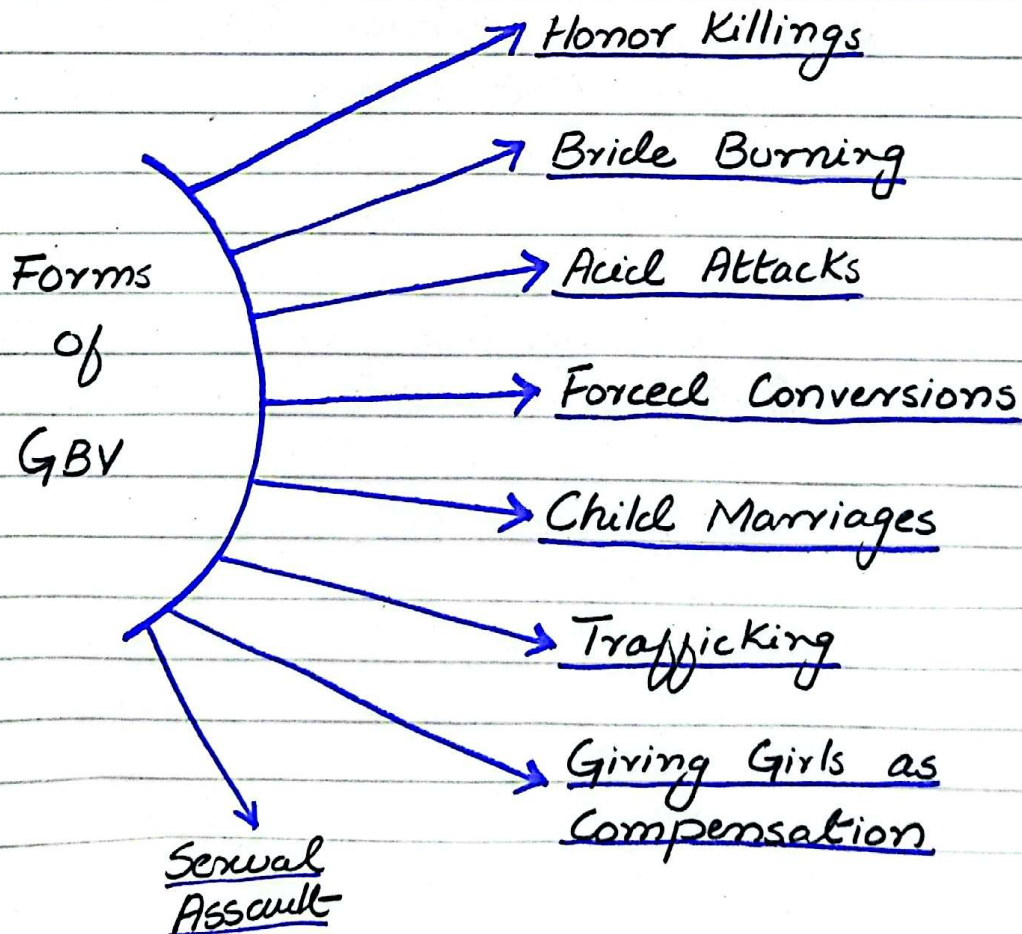 Honor Killings
Bride Burning
Acid Attacks
Forms
of
GBV
Forced Conversions
Child Marriages
Trafficking
Giving Girls as
Compensation
Sexual
Assault